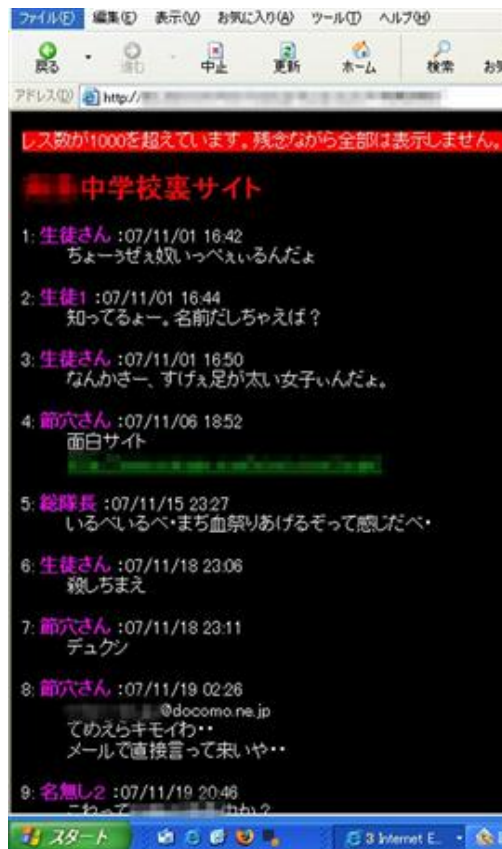 ファイル(F) 編集(E) 表示(V) お気に入り(A) ツール(T) ヘルプ(H)
戻る 進む 中止 更新 ホーム 検索 お気
アドレス(D) http://
レス数が1000を超えています。残念ながら全部は表示しません。
中学校裏サイト
1: 生徒さん :07/11/01 16:42
ちょーぅぜぇ奴いっぺぇぃるんだょ
2: 生徒1 :07/11/01 16:44
知ってるよー。名前だしちゃえば？
3: 生徒さん :07/11/01 16:50
なんかさー、すげぇ足が太い女子ぃんだょ。
4: 節穴さん :07/11/06 18:52
面白サイト
5: 総隊長 :07/11/15 23:27
いるべいるべ・まぢ血祭りあげるぞって感じだべ・
6: 生徒さん :07/11/18 23:06
殺しちまえ
7: 節穴さん :07/11/18 23:11
デュクシ
8: 節穴さん :07/11/19 02:26
@docomo.ne.jp
てめえらキモイわ・・
メールで直接言って来いや・・
9: 名無し2 :07/11/19 20:46
こわって
スタート 3 Internet E...